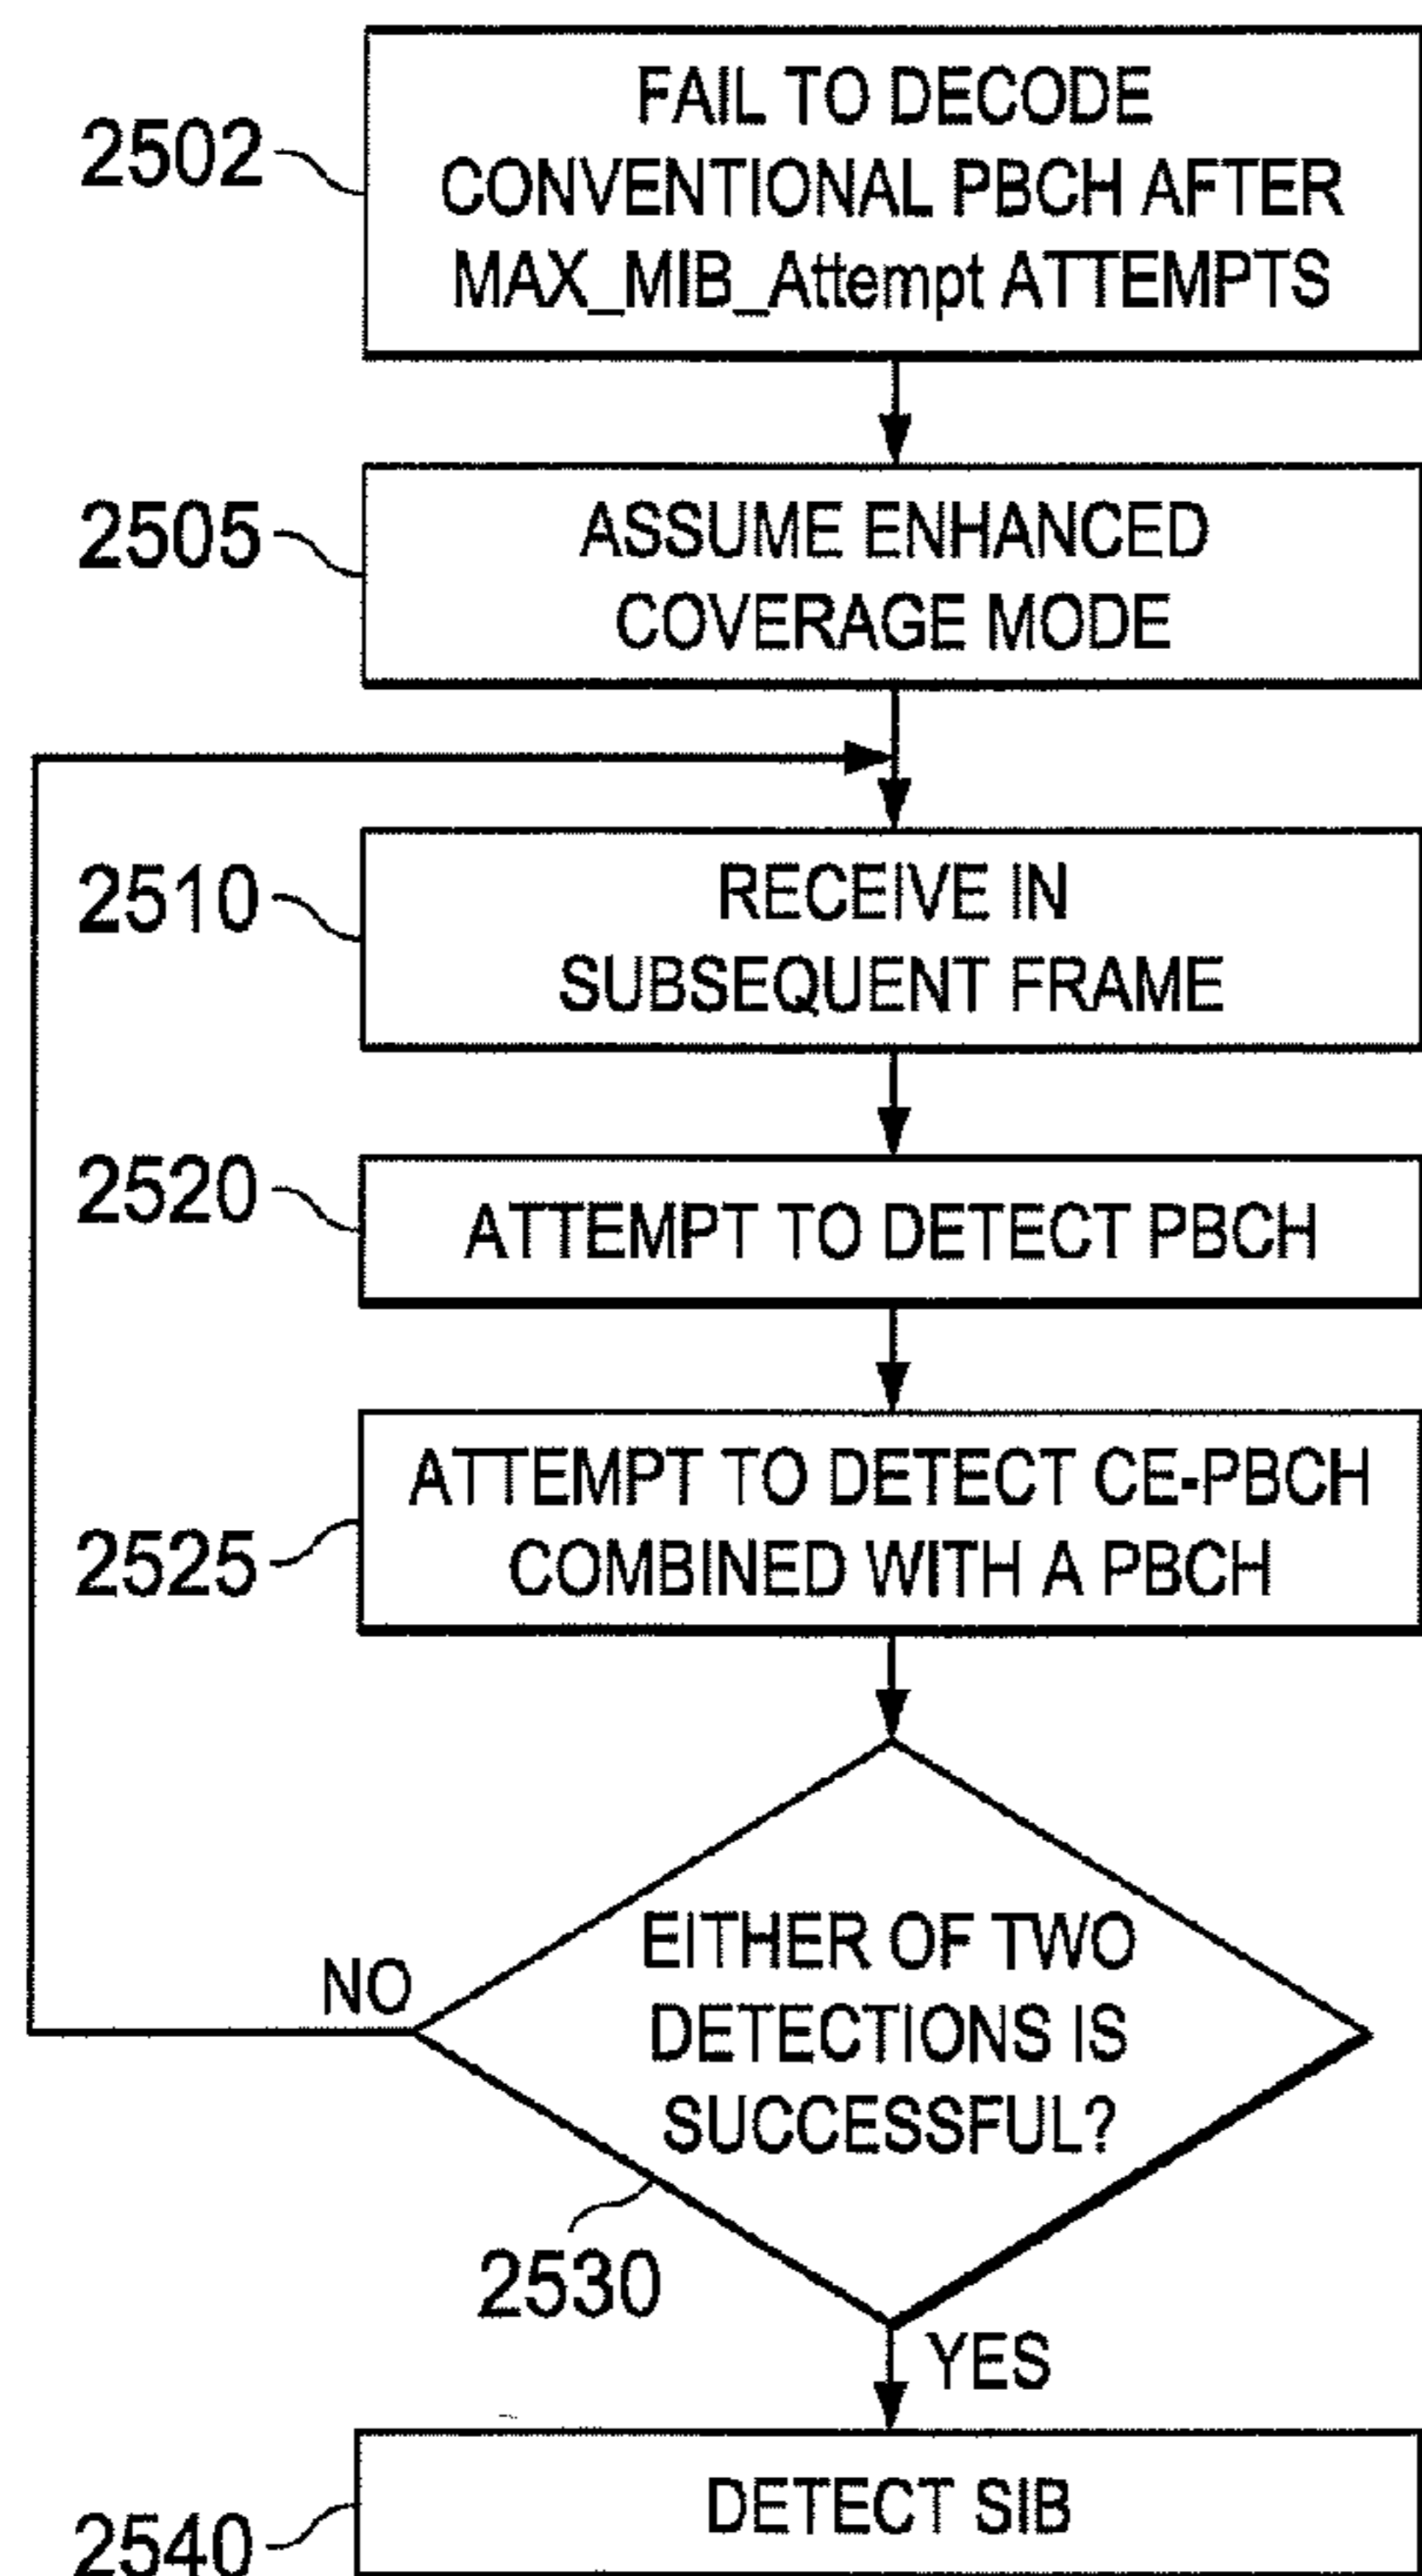 FAIL TO DECODE
2502
CONVENTIONAL PBCH AFTER
MAX_MIB_Attempt ATTEMPTS
2505
ASSUME ENHANCED
COVERAGE MODE
2510
RECEIVE IN
SUBSEQUENT FRAME
2520
ATTEMPT TO DETECT PBCH
ATTEMPT TO DETECT CE-PBCH
2525
COMBINED WITH A PBCH
EITHER OF TWO
NO
DETECTIONS IS
SUCCESSFUL?
2530
YES
DETECT SIB
2540